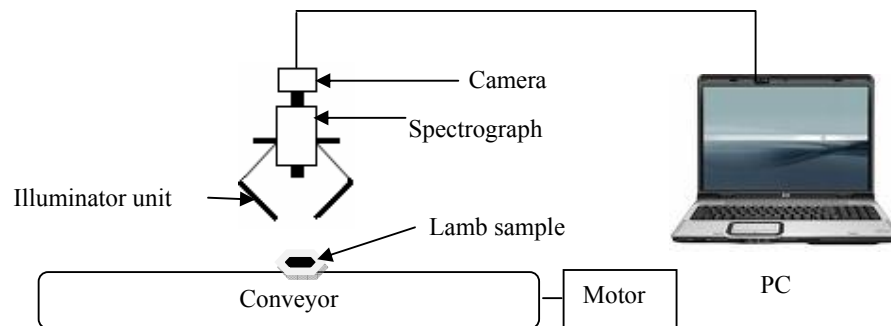 Camera
Spectrograph
Illuminator unit
Lamb sample
Conveyor
Motor
PC